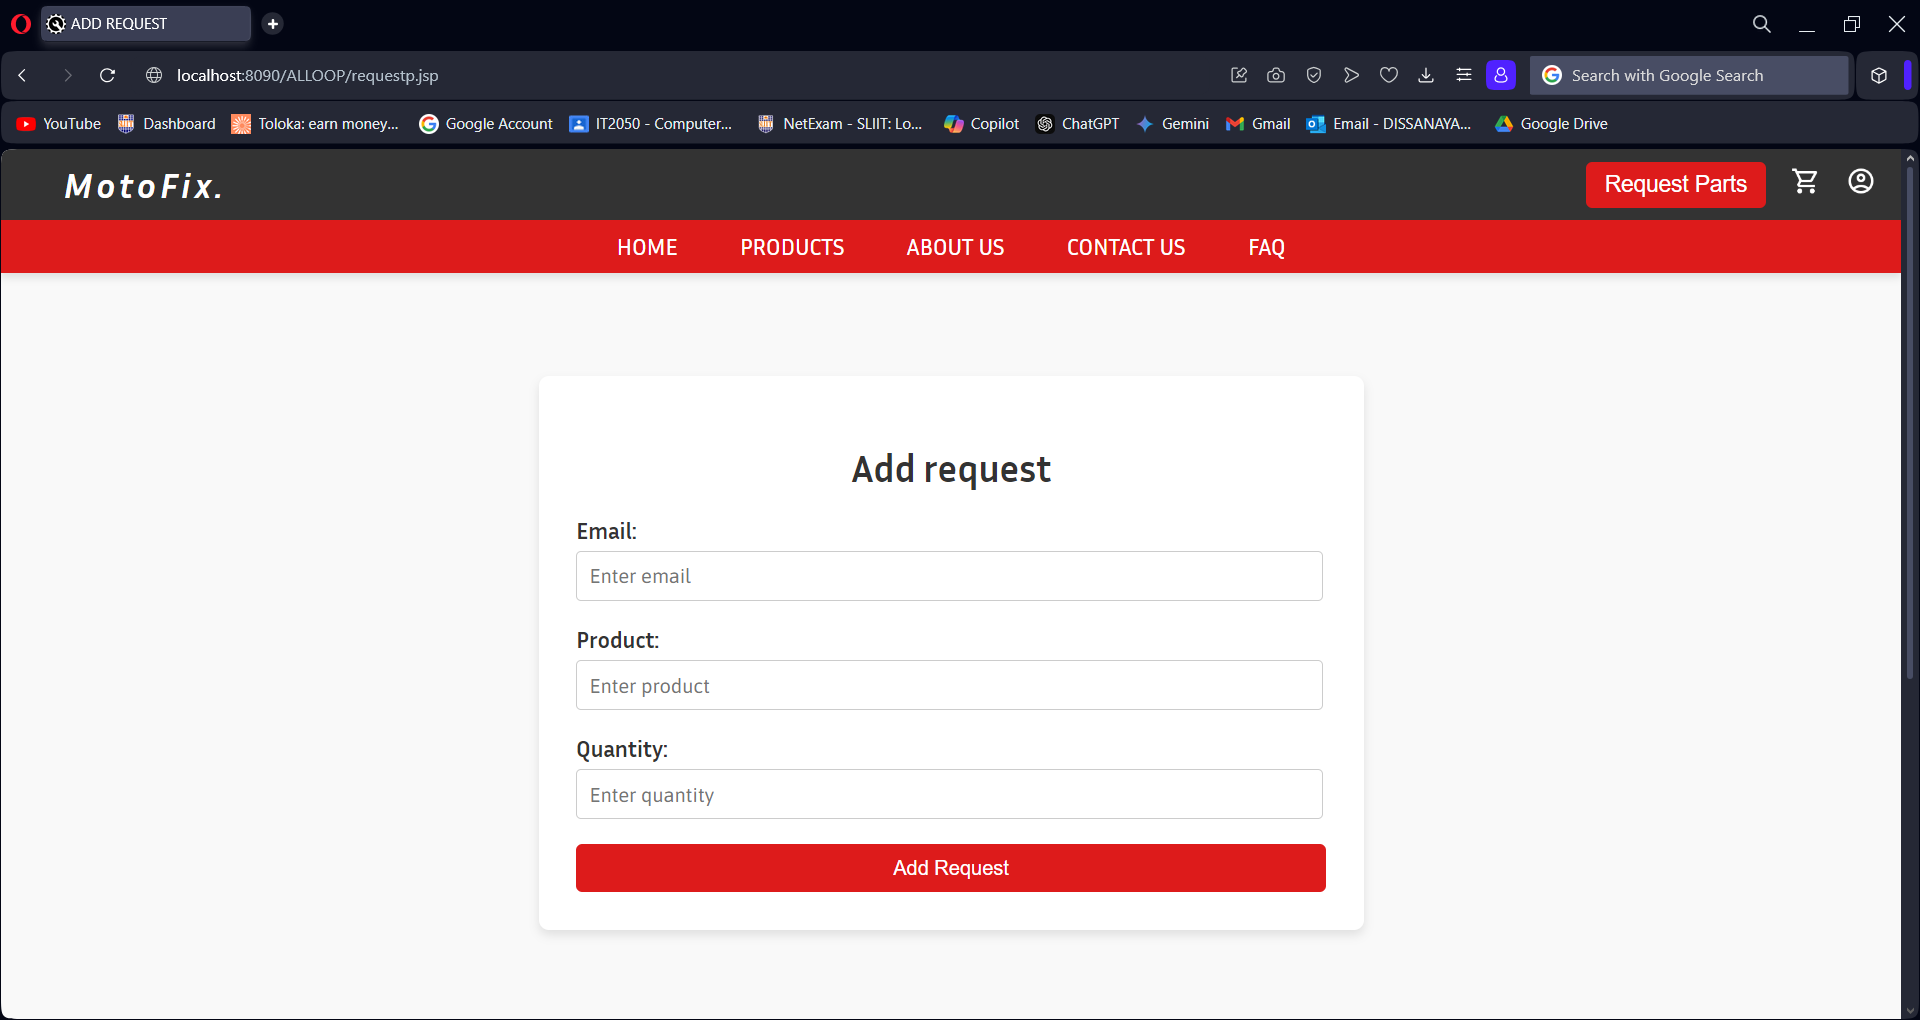 ADD REQUEST
localhost:8090/ALLOOP/requestp.jsp
Search with Google Search
YouTube
Dashboard
Toloka: earn money...
Google Account
IT2050 - Computer...
NetExam - SLIIT: Lo...
Copilot
ChatGPT
Gemini
Gmail
Email - DISSANAYA...
Google Drive
MotoFix.
Request Parts
HOME
PRODUCTS
ABOUT US
CONTACT US
FAQ
Add request
Email:
Enter email
Product:
Enter product
Quantity:
Enter quantity
Add Request